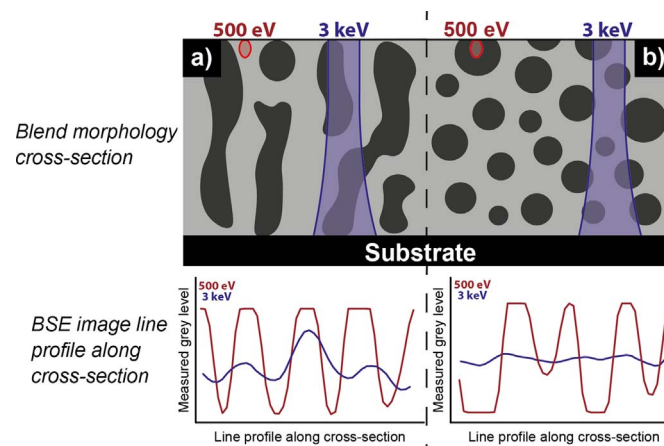 500 eV 3 keV 500 eV 3 keV
a) b)
Blend morphology
cross-section
Substrate
500 eV
3 keV
500 eV
3 keV
BSE image line
profile along
cross-section
Measured grey level
Measured grey level
Line profile along cross-section
Line profile along cross-section